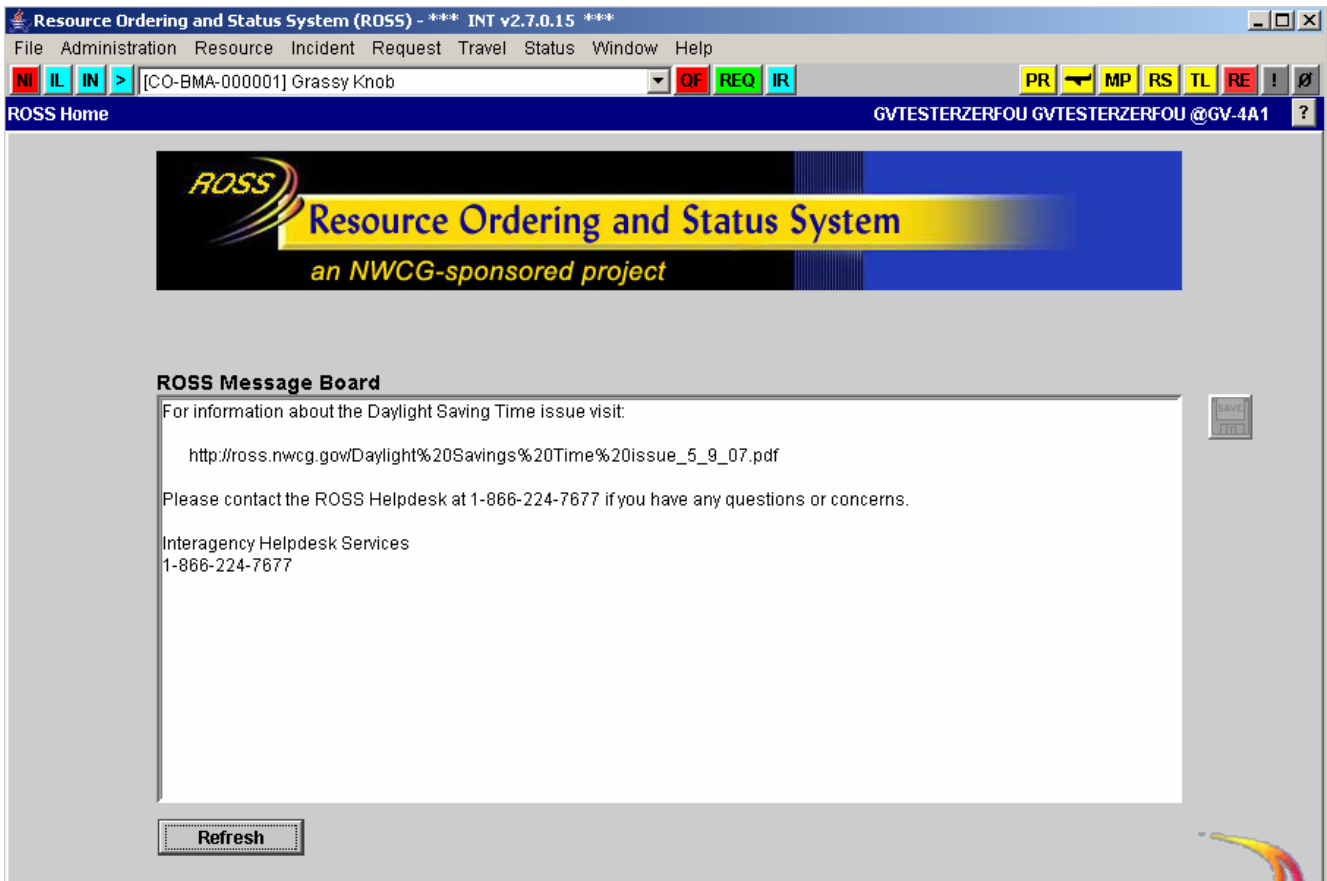 Resource Ordering and Status System (ROSS) - *** INT v2.7.0.15 ***
File Administration Resource Incident Request Travel Status Window Help
NI IL IN > [CO-BMA-000001] Grassy Knob QF REQ IR PR MP RS TL RE ! Ø
ROSS Home GVTESTERZERFOU GVTESTERZERFOU @GV-4A1 ?
ROSS
Resource Ordering and Status System
an NWCG-sponsored project
ROSS Message Board
For information about the Daylight Saving Time issue visit:
SAVE
http://ross.nwcg.gov/Daylight%20Savings%20Time%20issue_5_9_07.pdf
Please contact the ROSS Helpdesk at 1-866-224-7677 if you have any questions or concerns.
Interagency Helpdesk Services
1-866-224-7677
Refresh